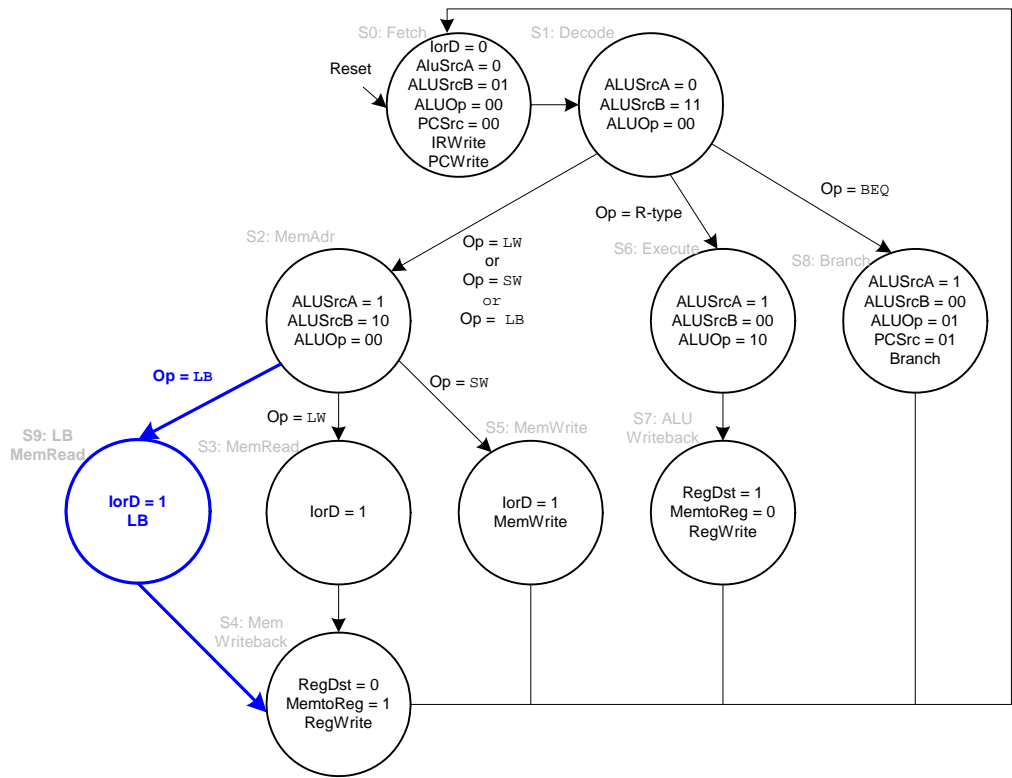 S0: Fetch
S1: Decode
Reset
IorD = 0
AluSrcA = 0
ALUSrcB = 01
ALUOp = 00
PCSrc = 00
IRWrite
PCWrite
ALUSrcA = 0
ALUSrcB = 11
ALUOp = 00
Op = BEQ
Op = R-type
S2: MemAdr
Op = LW
or
Op = SW
or
Op = LB
S6: Execute
S8: Branch
ALUSrcA = 1
ALUSrcB = 10
ALUOp = 00
ALUSrcA = 1
ALUSrcB = 00
ALUOp = 10
ALUSrcA = 1
ALUSrcB = 00
ALUOp = 01
PCSrc = 01
Branch
Op = LB
Op = SW
Op = LW
S9: LB
MemRead
S3: MemRead
S5: MemWrite
S7: ALU
Writeback
IorD = 1
LB
IorD = 1
IorD = 1
MemWrite
RegDst = 1
MemtoReg = 0
RegWrite
S4: Mem
Writeback
RegDst = 0
MemtoReg = 1
RegWrite